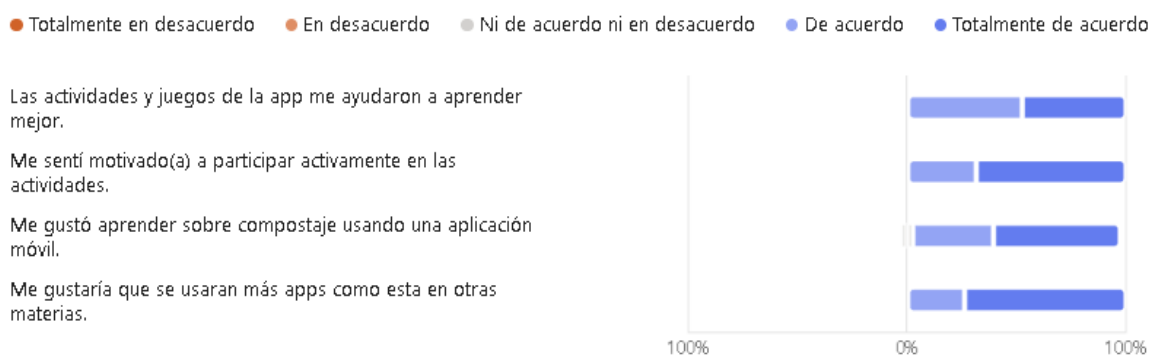 Totalmente en desacuerdo En desacuerdo Ni de acuerdo ni en desacuerdo De acuerdo Totalmente de acuerdo
Las actividades y juegos de la app me ayudaron a aprender
mejor.
Me sentí motivado(a) a participar activamente en las
actividades.
Me gustó aprender sobre compostaje usando una aplicación
móvil.
Me gustaría que se usaran más apps como esta en otras
materias.
100% 0% 100%